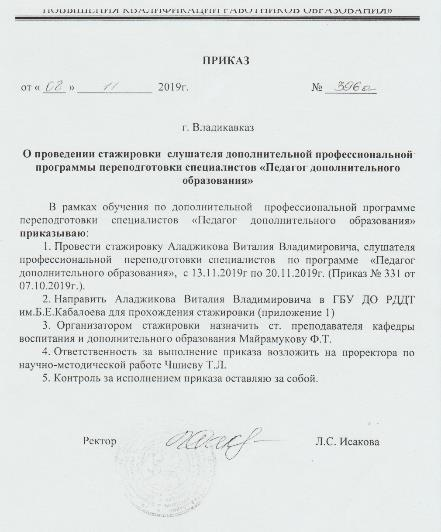 ПОВЫШЕНИЯ КВАЛИФИКАЦИИ РАБОТНИКОВ ОБРАЗОВАНИЯ»
ПРИКАЗ
от « 08 » 11 2019г. № 396а
г. Владикавказ
О проведении стажировки слушателя дополнительной профессиональной
программы переподготовки специалистов «Педагог дополнительного
образования»
В рамках обучения по дополнительной профессиональной программе
переподготовки специалистов «Педагог дополнительного образования»
приказываю:
1. Провести стажировку Аладжикова Виталия Владимировича, слушателя
профессиональной переподготовки специалистов по программе «Педагог
дополнительного образования», с 13.11.2019г по 20.11.2019г. (Приказ № 331 от
07.10.2019г.).
2. Направить Аладжикова Виталия Владимировича в ГБУ ДО РДДТ
им.Б.Е.Кабалоева для прохождения стажировки (приложение 1)
3. Организатором стажировки назначить ст. преподавателя кафедры
воспитания и дополнительного образования Майрамукову Ф.Т.
4. Ответственность за выполнение приказа возложить на проректора по
научно-методической работе Чшиеву Т.Л.
5. Контроль за исполнением приказа оставляю за собой.
Ректор Л.С. Исакова